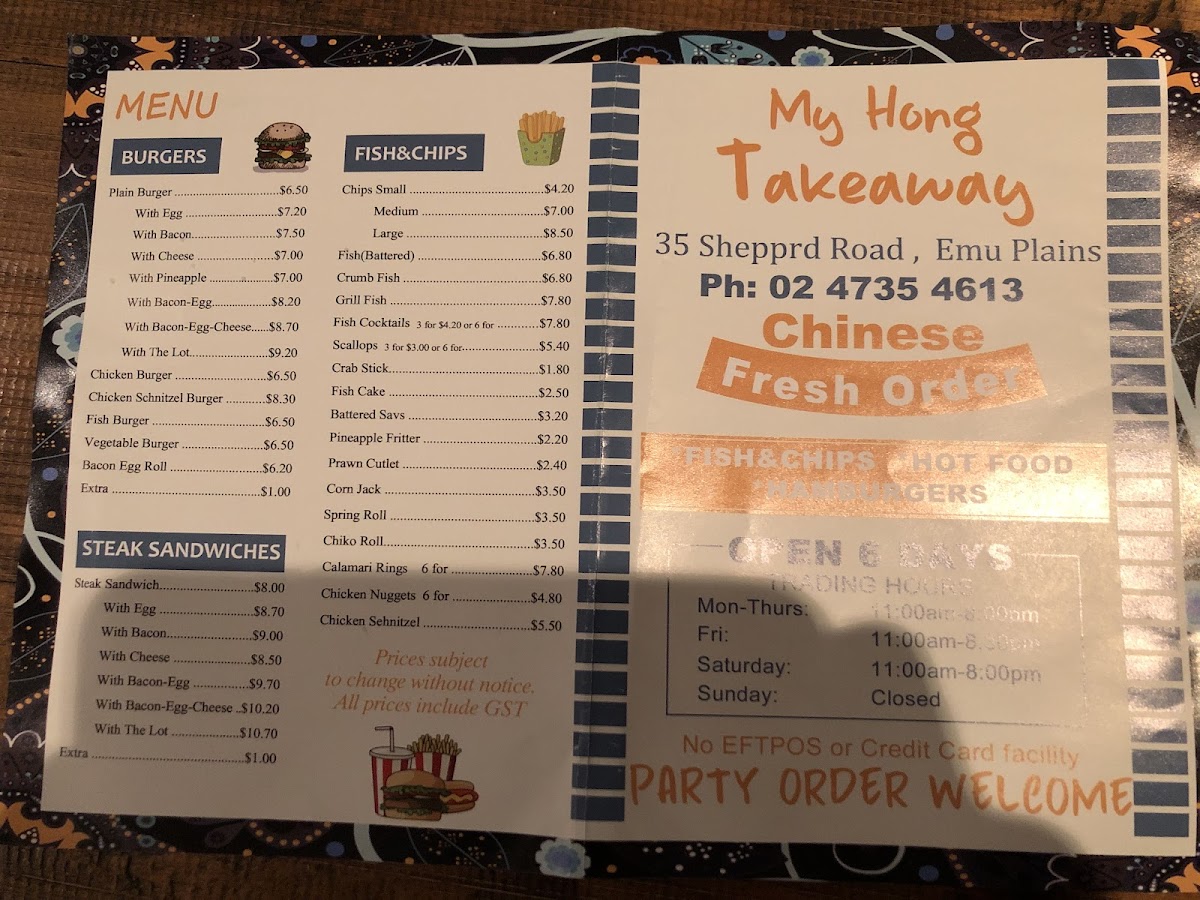 MENU
BURGERS
Plain Burger ..................................$6.50
With Egg ..............................$7.20
With Bacon............................$7.50
With Cheese ..........................$7.00
With Pineapple .....................$7.00
With Bacon-Egg...................$8.20
With Bacon-Egg-Cheese......$8.70
With The Lot.........................$9.20
Chicken Burger ...............................$6.50
Chicken Schnitzel Burger .............$8.30
Fish Burger .....................................$6.50
Vegetable Burger ...........................$6.50
Bacon Egg Roll ..............................$6.20
Extra ................................................$1.00
STEAK SANDWICHES
Steak Sandwich...............................$8.00
With Egg ...............................$8.70
With Bacon............................$9.00
With Cheese ..........................$8.50
With Bacon-Egg ..................$9.70
With Bacon-Egg-Cheese ..$10.20
With The Lot ......................$10.70
Extra ................................................$1.00
FISH&CHIPS
Chips Small ..........................................$4.20
Medium .......................................$7.00
Large ...........................................$8.50
Fish(Battered) .......................................$6.80
Crumb Fish ...........................................$6.80
Grill Fish ...............................................$7.80
Fish Cocktails 3 for $4.20 or 6 for ............$7.80
Scallops 3 for $3.00 or 6 for.......................$5.40
Crab Stick..............................................$1.80
Fish Cake ..............................................$2.50
Battered Savs ........................................$3.20
Pineapple Fritter ...................................$2.20
Prawn Cutlet .........................................$2.40
Corn Jack ..............................................$3.50
Spring Roll ............................................$3.50
Chiko Roll..............................................$3.50
Calamari Rings 6 for ..........................$7.80
Chicken Nuggets 6 for ........................$4.80
Chicken Sehnitzel .................................$5.50
Prices subject
to change without notice.
All prices include GST
My Hong
Takeaway
35 Shepprd Road , Emu Plains
Ph: 02 4735 4613
Chinese
Fresh Order
*FISH&CHIPS *HOT FOOD
*HAMBURGERS
OPEN 6 DAYS
TRADING HOURS
Mon-Thurs: 11:00am-8:00pm
Fri: 11:00am-8:30pm
Saturday: 11:00am-8:00pm
Sunday: Closed
No EFTPOS or Credit Card facility
PARTY ORDER WELCOME